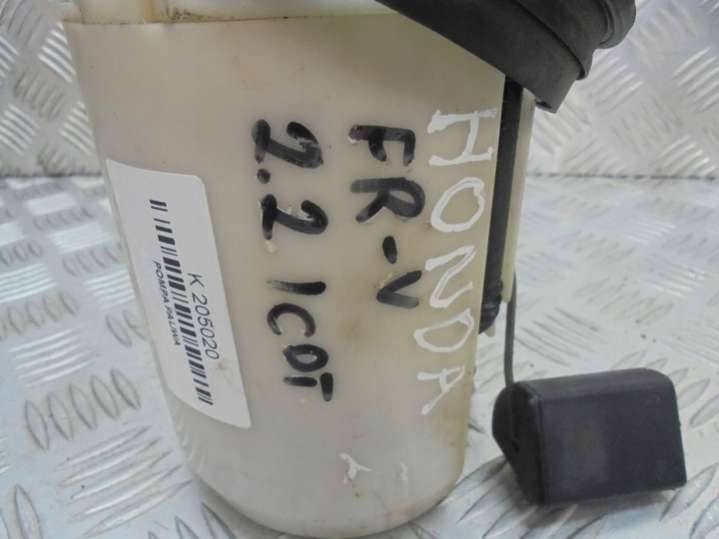 HONDA
FR-V
2.2 ICDT
K 205020
POMPA PALIWA